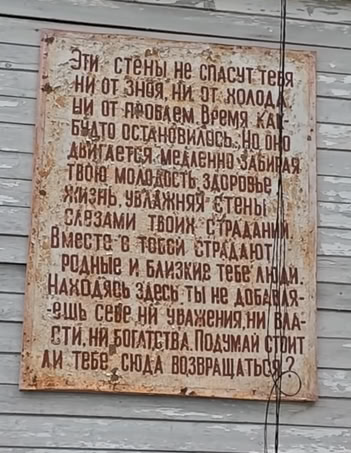 Эти стены не спасут тебя
ни от зноя, ни от холода,
ни от проблем. Время как
будто остановилось. Но оно
двигается, медленно забирая
твою молодость, здоровье,
жизнь, увлажняя стены
слезами твоих страданий.
Вместе с тобой страдают
родные и близкие тебе люди.
Находясь здесь ты не добавля-
ешь себе ни уважения, ни вла-
сти, ни богатства. Подумай стоит
ли тебе сюда возвращаться?